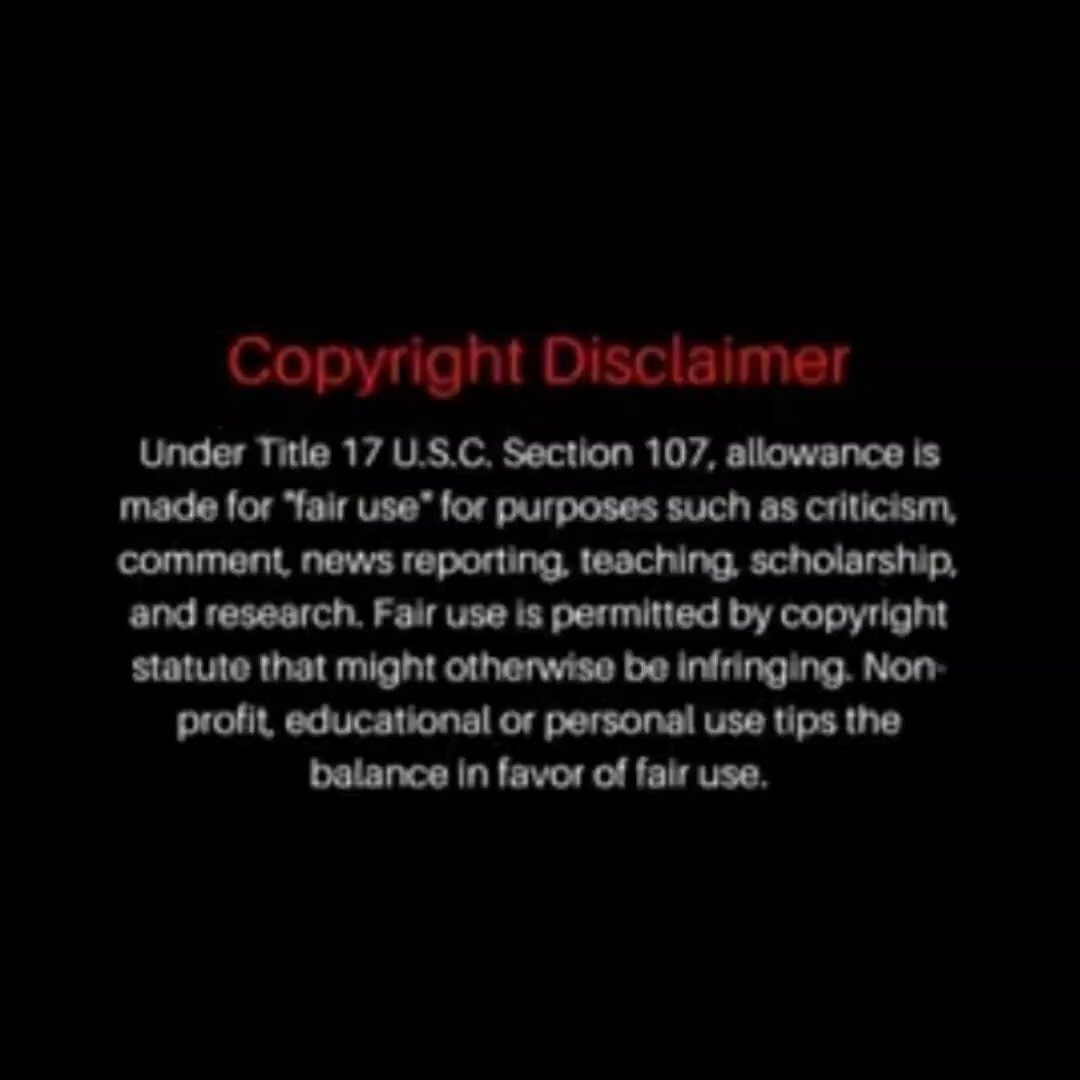 Copyright Disclaimer
Under Title 17 U.S.C. Section 107, allowance is
made for "fair use" for purposes such as criticism,
comment, news reporting, teaching, scholarship,
and research. Fair use is permitted by copyright
statute that might otherwise be infringing. Non-
profit, educational or personal use tips the
balance in favor of fair use.